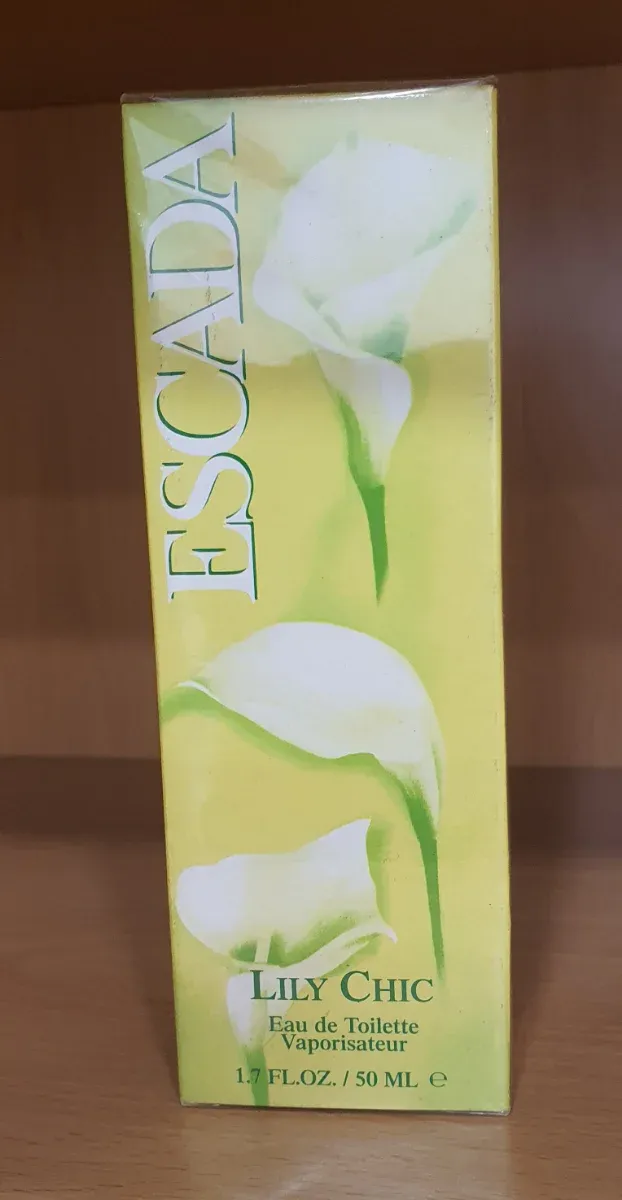 ESCADA
LILY CHIC
Eau de Toilette
Vaporisateur
1.7 FL.OZ. / 50 ML ℮